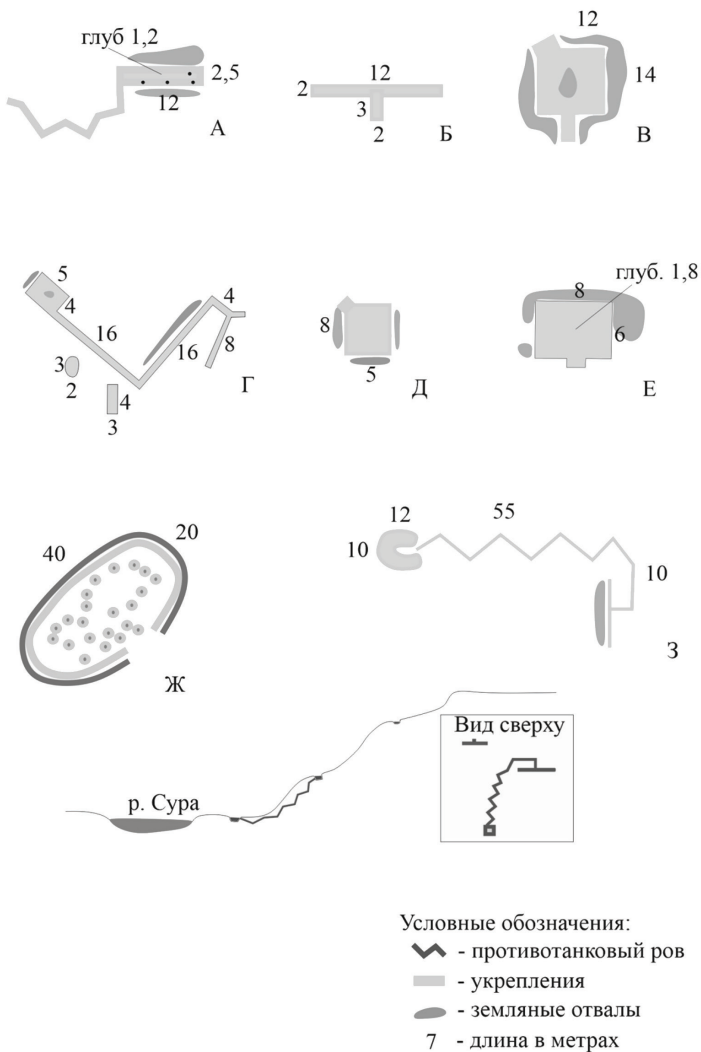 глуб 1,2
2,5
12
А
12
2
3
2
Б
12
14
В
5
4
16
16
4
8
3
2
4
3
Г
8
5
Д
глуб. 1,8
8
6
Е
40
20
Ж
12
10
55
10
З
р. Сура
Вид сверху
Условные обозначения:
- противотанковый ров
- укрепления
- земляные отвалы
7 - длина в метрах